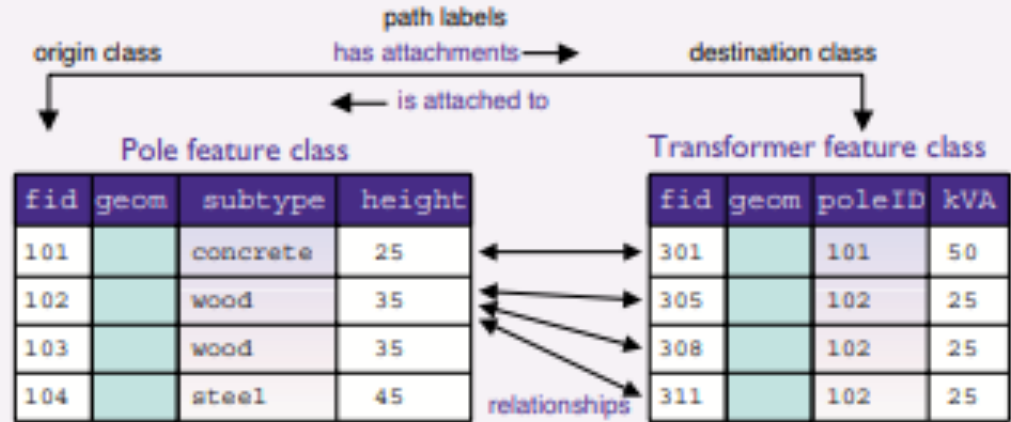 path labels
origin class has attachments destination class
is attached to
Pole feature class Transformer feature class
fid geom subtype height fid geom poleID kVA
101 concrete 25 301 101 50
102 wood 35 305 102 25
103 wood 35 308 102 25
104 steel 45 relationships 311 102 25